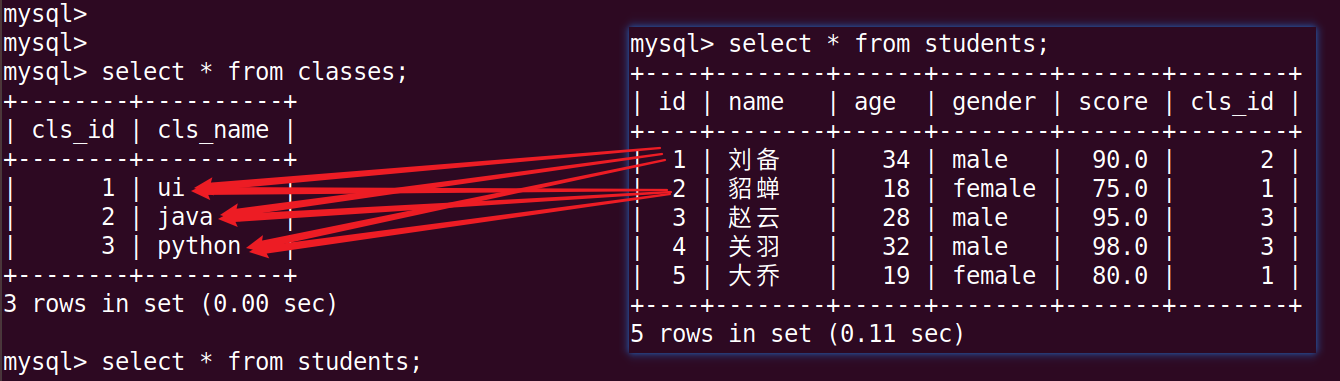 mysql>
mysql>
mysql> select * from classes;
+--------+----------+
| cls_id | cls_name |
+--------+----------+
|      1 | ui       |
|      2 | java     |
|      3 | python   |
+--------+----------+
3 rows in set (0.00 sec)
mysql> select * from students;
mysql> select * from students;
+----+--------+------+--------+-------+--------+
| id | name   | age  | gender | score | cls_id |
+----+--------+------+--------+-------+--------+
|  1 | 刘备   |   34 | male   |  90.0 |      2 |
|  2 | 貂蝉   |   18 | female |  75.0 |      1 |
|  3 | 赵云   |   28 | male   |  95.0 |      3 |
|  4 | 关羽   |   32 | male   |  98.0 |      3 |
|  5 | 大乔   |   19 | female |  80.0 |      1 |
+----+--------+------+--------+-------+--------+
5 rows in set (0.11 sec)